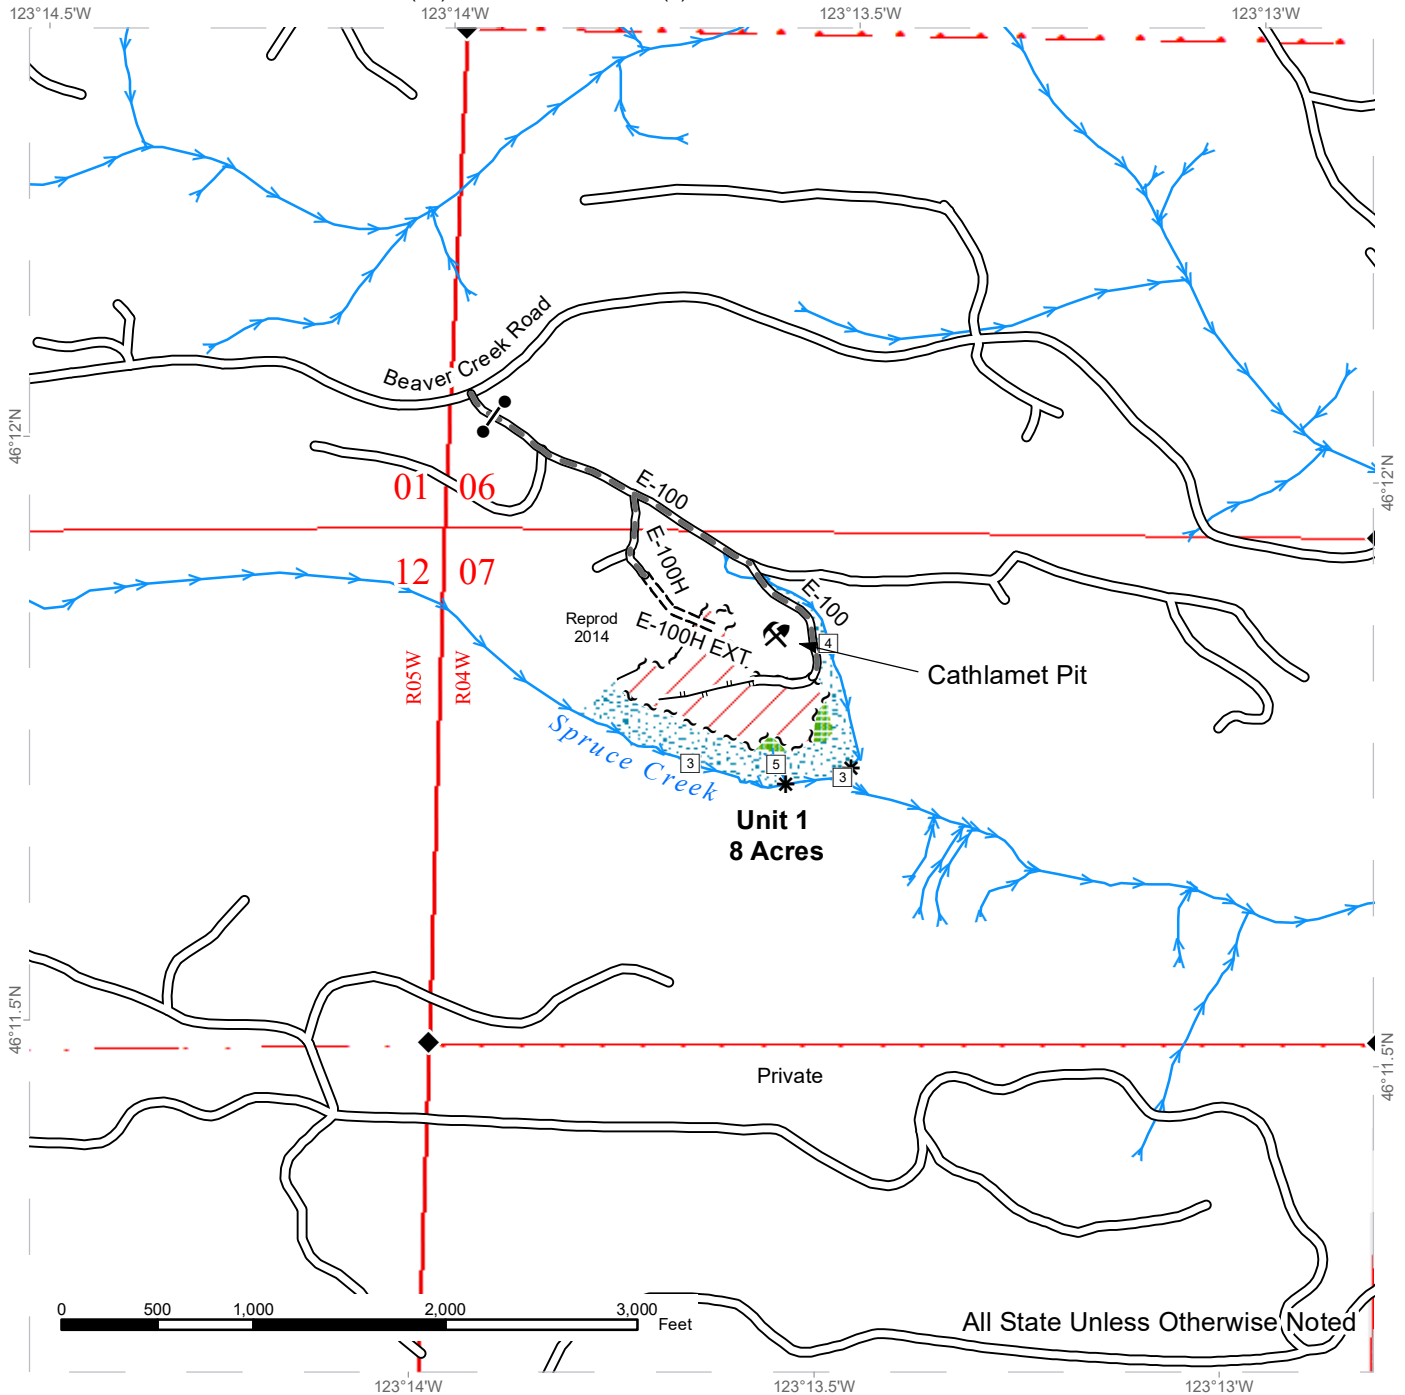 123°14.5'W
123°14'W
123°13.5'W
123°13'W
Beaver Creek Road
46°12'N
46°12'N
01
06
E-100
E-100H
12
07
E-100
Reprod
2014
E-100H EXT
4
R05W
R04W
Cathlamet Pit
Spruce Creek
3
5
3
Unit 1
8 Acres
46°11.5'N
46°11.5'N
Private
0
500
1,000
2,000
3,000
Feet
All State Unless Otherwise Noted
123°14'W
123°13.5'W
123°13'W